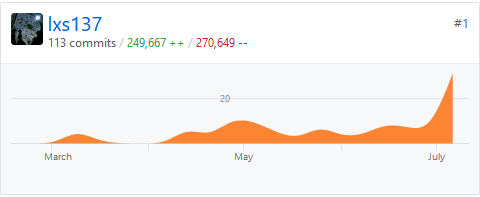 lxs137 #1
113 commits / 249,667 ++ / 270,649 --
20
March May July